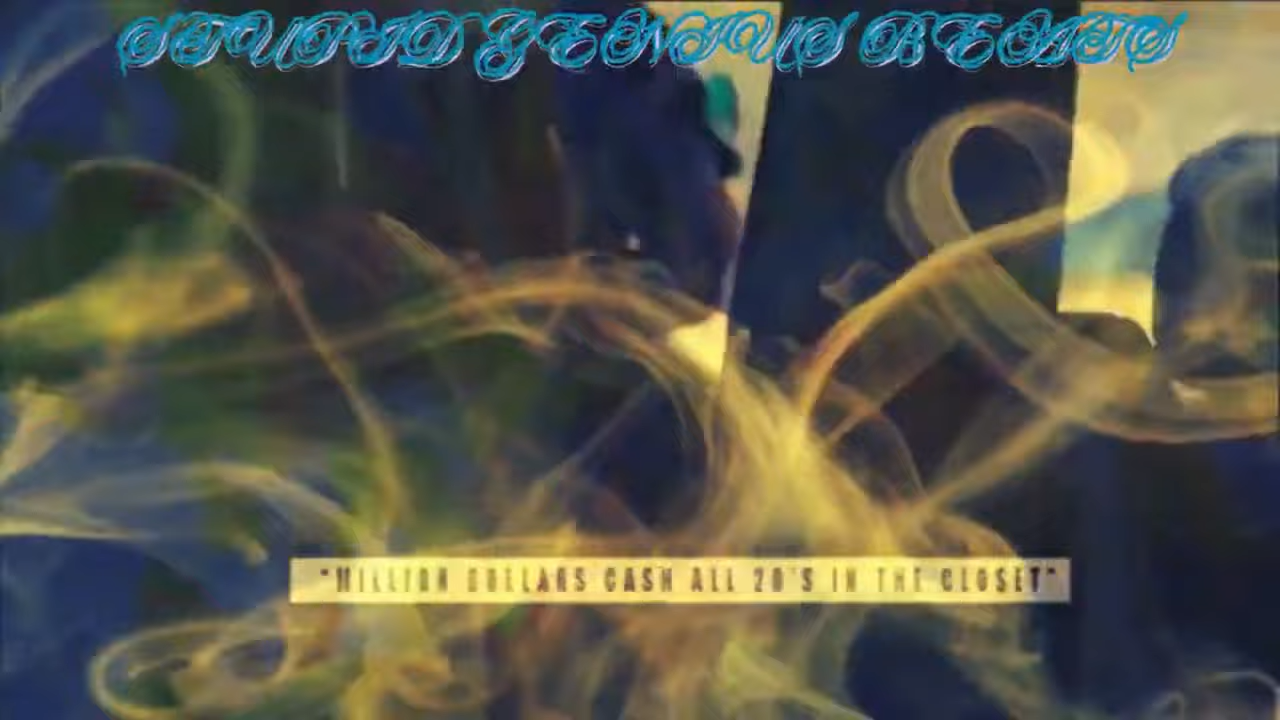 STUPID GENIUS BEATS
"MILLION DOLLARS CASH ALL 20'S IN THE CLOSET"